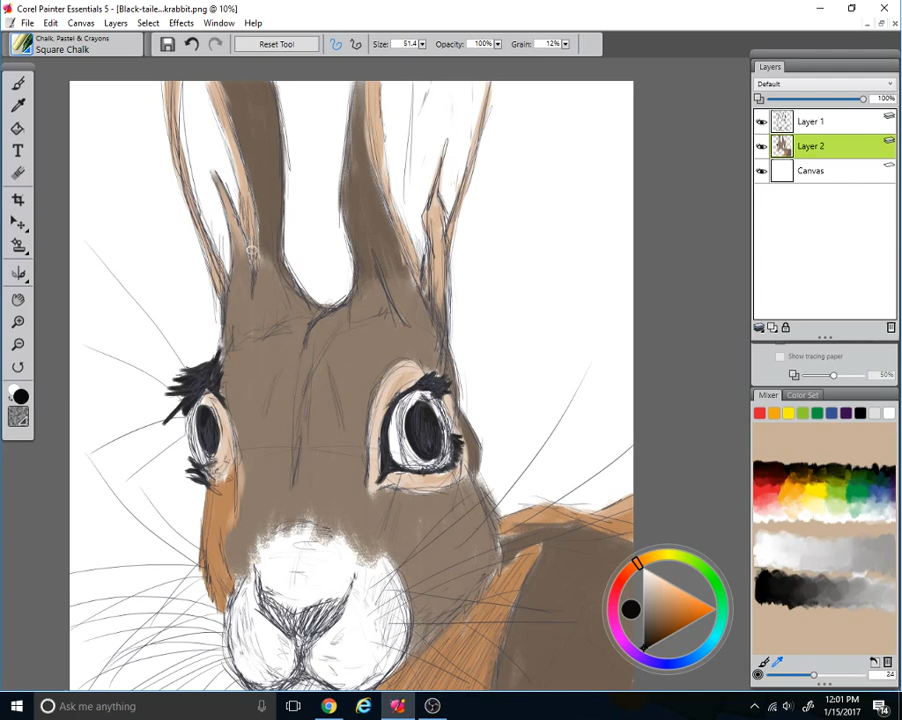 Corel Painter Essentials 5 - [Black-taile...krabbit.png @ 10%]
File Edit Canvas Layers Select Effects Window Help
Chalk, Pastel & Crayons
Square Chalk
Reset Tool
Size: 51.4 Opacity: 100% Grain: 12%
Layers
Default
100%
Layer 1
Layer 2
Canvas
Show tracing paper
50%
Mixer Color Set
24
Ask me anything
12:01 PM
1/15/2017
14